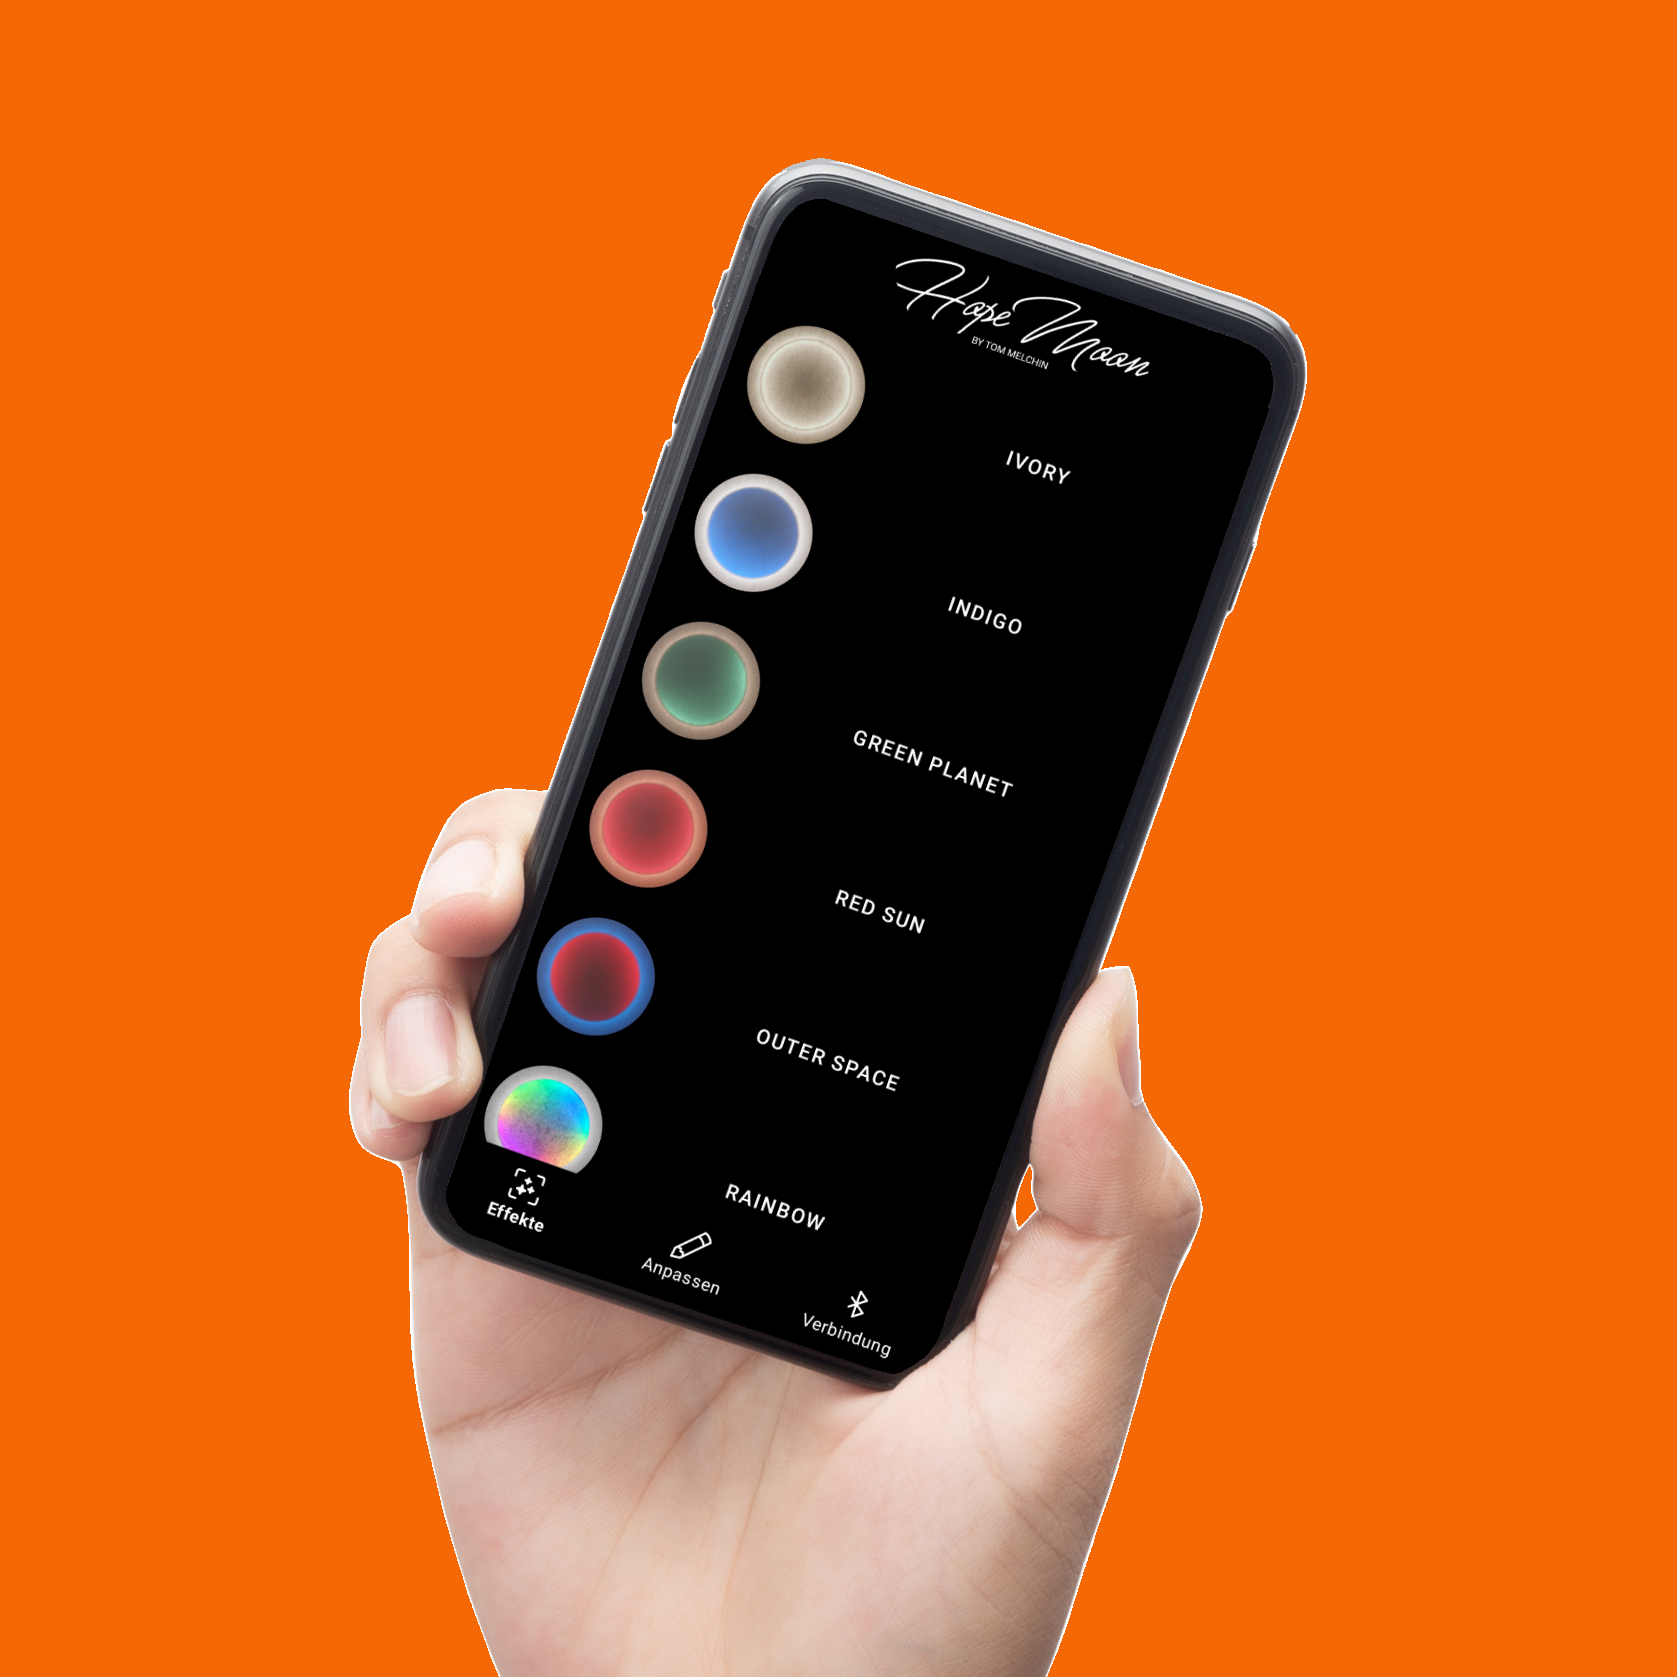 Hope Moon
BY TOM MELCHIN
IVORY
INDIGO
GREEN PLANET
RED SUN
OUTER SPACE
RAINBOW
Effekte
Anpassen
Verbindung